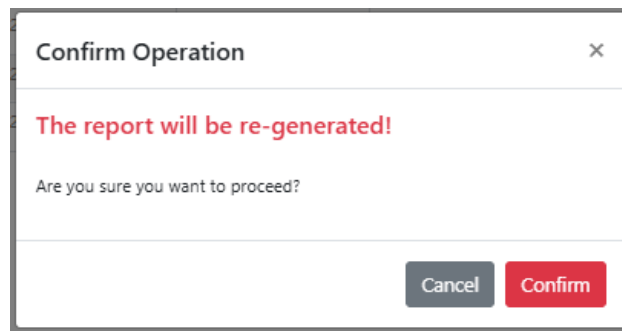 Confirm Operation ×
The report will be re-generated!
Are you sure you want to proceed?
Cancel Confirm